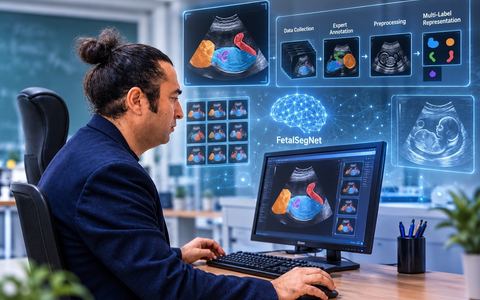 Data Collection
Expert
Annotation
Preprocessing
Multi-Label
Representation
FetalSegNet